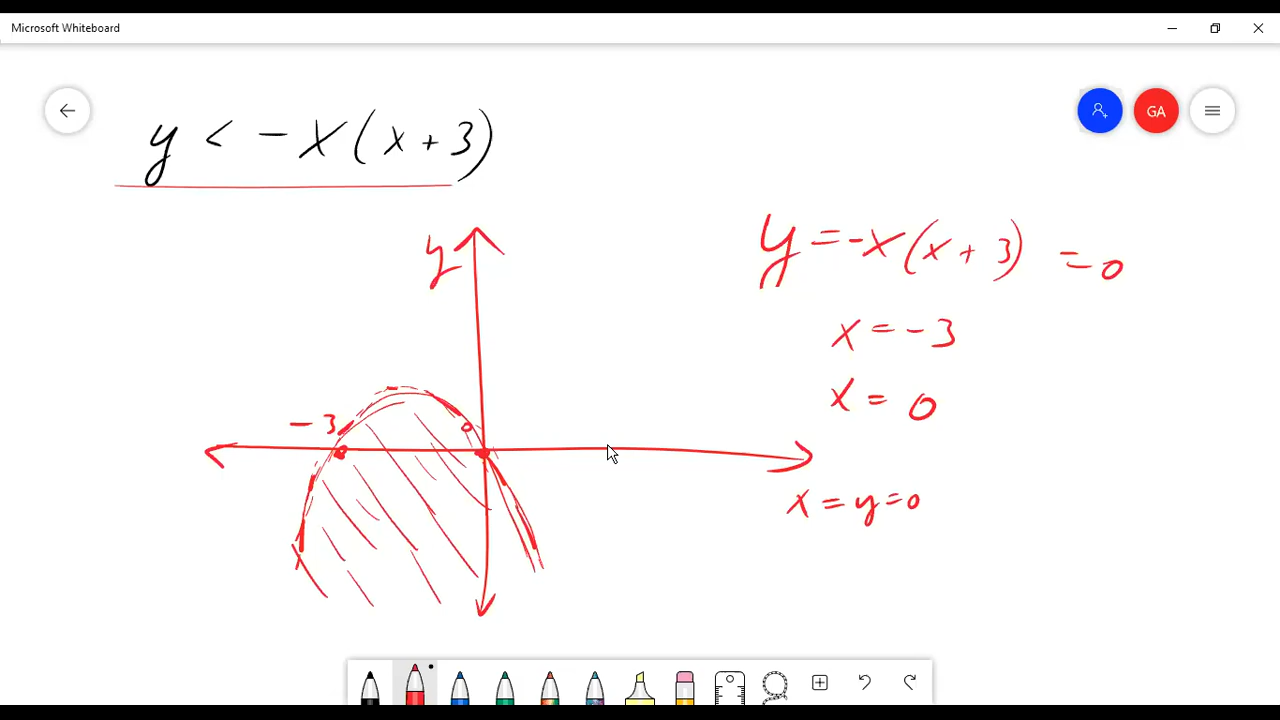 Microsoft Whiteboard
GA
y < -x(x+3)
y = -x(x+3) = 0
y
x = -3
x = 0
-3
0
x = y = 0